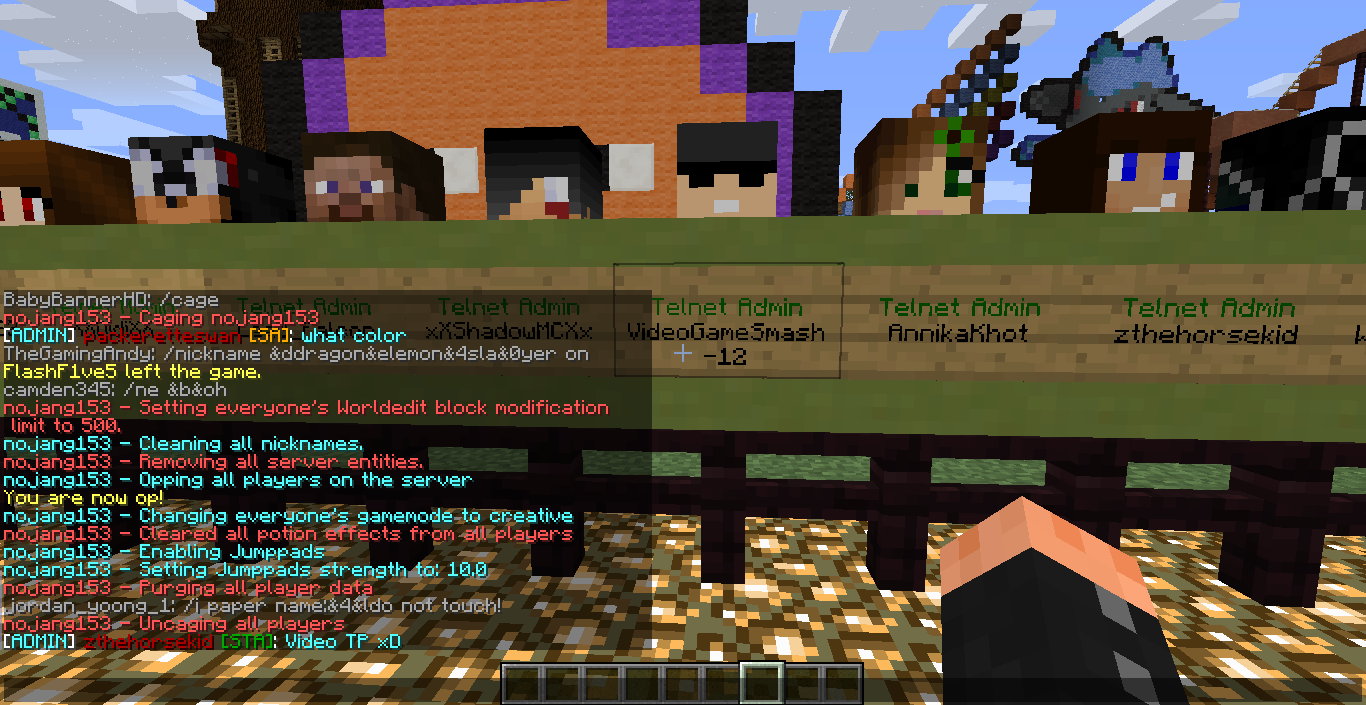 Telnet Admin
Telnet Admin
xXShadowMCXx
Telnet Admin
VideoGameSmash
-12
Telnet Admin
AnnikaKhot
Telnet Admin
zthehorsekid
BabyBannerHD: /cage
nojang153 - Caging nojang153
[ADMIN] packeretteswan [SA]: what color
TheGamingAndy: /nickname &ddragon&elemon&4sla&0yer on
FlashF1ve5 left the game.
camden345: /ne &b&oh
nojang153 - Setting everyone's Worldedit block modification
limit to 500.
nojang153 - Cleaning all nicknames.
nojang153 - Removing all server entities.
nojang153 - Opping all players on the server
You are now op!
nojang153 - Changing everyone's gamemode to creative
nojang153 - Cleared all potion effects from all players
nojang153 - Enabling Jumppads
nojang153 - Setting Jumppads strength to: 10.0
nojang153 - Purging all player data
jordan_yoong_1: /j paper name:&4&ldo not touch!
nojang153 - Uncaging all players
[ADMIN] zthehorsekid [STA]: Video TP xD